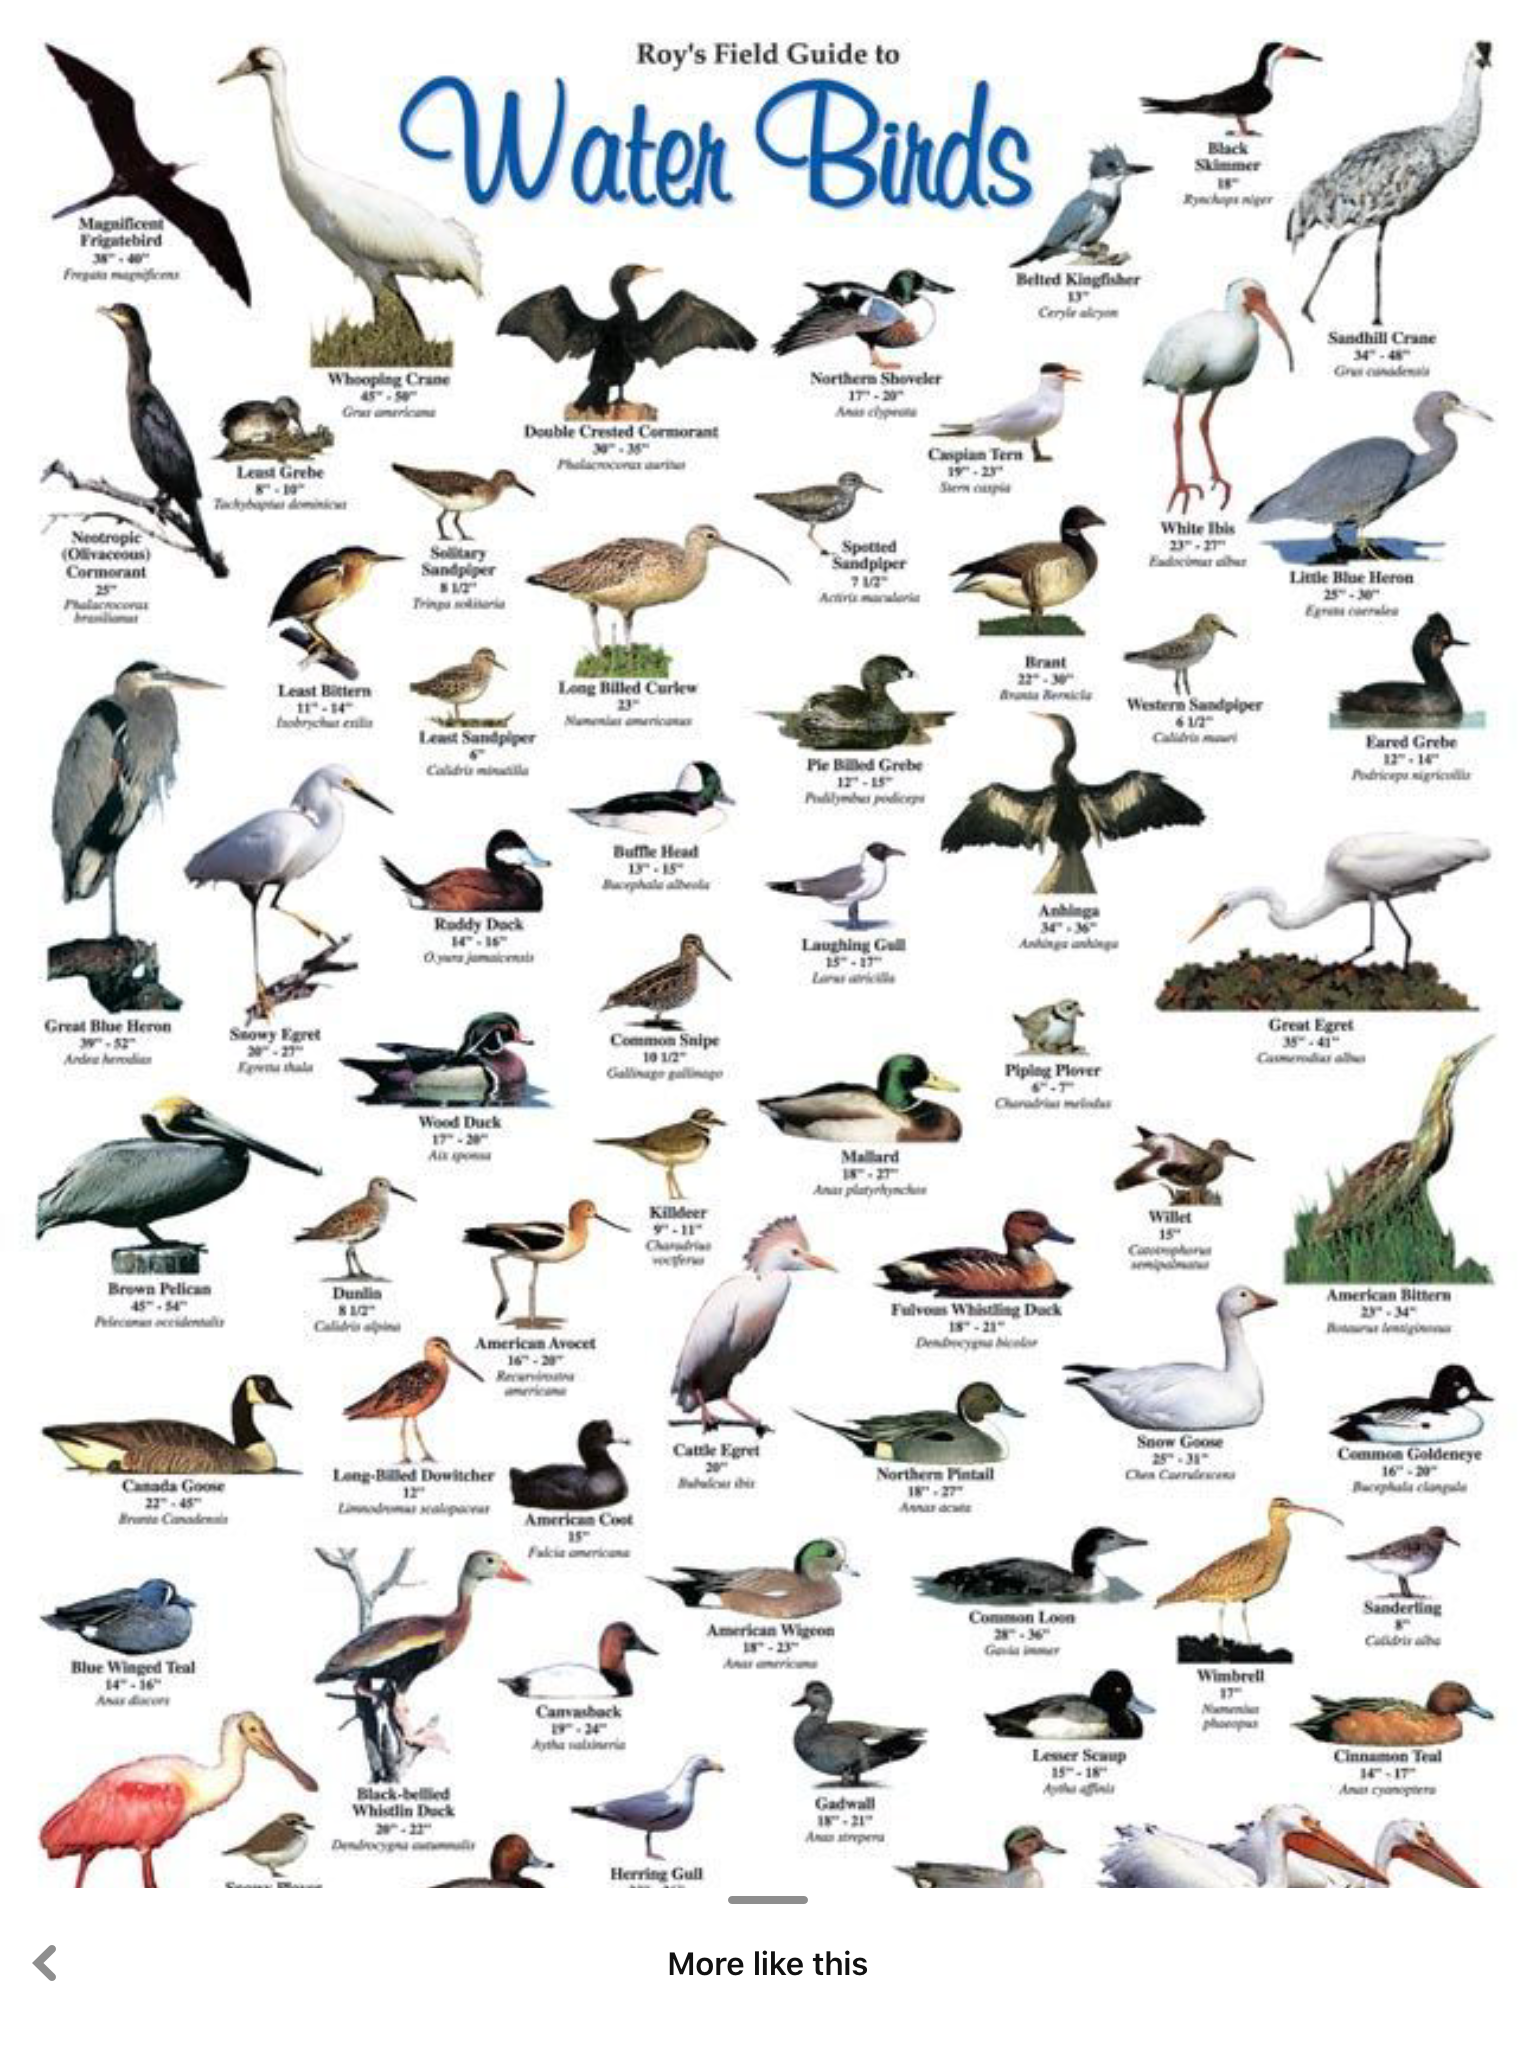 Roy's Field Guide to
Water Birds
Magnificent
Frigatebird
38" - 40"
Fregata magnificens
Whooping Crane
45" - 50"
Grus americana
Double Crested Cormorant
30" - 35"
Phalacrocorax auritus
Northern Shoveler
17" - 20"
Anas clypeata
Belted Kingfisher
13"
Ceryle alcyon
Black
Skimmer
18"
Rynchops niger
Sandhill Crane
34" - 48"
Grus canadensis
Neotropic
(Olivaceous)
Cormorant
25"
Phalacrocorax
brasilianus
Least Grebe
8" - 10"
Tachybaptus dominicus
Solitary
Sandpiper
8 1/2"
Tringa solitaria
Caspian Tern
19" - 23"
Stern caspia
Spotted
Sandpiper
7 1/2"
Actiris macularia
White Ibis
23" - 27"
Eudocimus albus
Little Blue Heron
25" - 30"
Egrata caerulea
Least Bittern
11" - 14"
Ixobrychus exilis
Least Sandpiper
6"
Calidris minutilla
Long Billed Curlew
23"
Numenius americanus
Brant
22" - 30"
Branta Bernicla
Western Sandpiper
6 1/2"
Calidris mauri
Eared Grebe
12" - 14"
Podriceps nigricollis
Pie Billed Grebe
12" - 15"
Podilymbus podiceps
Great Blue Heron
39" - 52"
Ardea herodias
Snowy Egret
20" - 27"
Egretta thula
Ruddy Duck
14" - 16"
O.yura jamaicensis
Buffle Head
13" - 15"
Bucephala albeola
Laughing Gull
15" - 17"
Larus atricilla
Anhinga
34" - 36"
Anhinga anhinga
Great Egret
35" - 41"
Casmerodius albus
Common Snipe
10 1/2"
Gallinago gallinago
Piping Plover
6" - 7"
Charadrius melodus
Wood Duck
17" - 20"
Aix sponsa
Mallard
18" - 27"
Anas platyrhynchos
Brown Pelican
45" - 54"
Pelecanus occidentalis
Dunlin
8 1/2"
Calidris alpina
Killdeer
9" - 11"
Charadrius
vociferus
American Avocet
16" - 20"
Recurvirostra
americana
Fulvous Whistling Duck
18" - 21"
Dendrocygna bicolor
Willet
15"
Catotrophorus
semipalmatus
American Bittern
23" - 34"
Botaurus lentiginosus
Canada Goose
22" - 45"
Branta Canadensis
Long-Billed Dowitcher
12"
Limnodromus scalopaceus
American Coot
15"
Fulcia americana
Cattle Egret
20"
Bubulcus ibis
Northern Pintail
18" - 27"
Annas acuta
Snow Goose
25" - 31"
Chen Caerulescens
Common Goldeneye
16" - 20"
Bucephala clangula
Blue Winged Teal
14" - 16"
Anas discors
Black-bellied
Whistlin Duck
20" - 22"
Dendrocygna autumnalis
Canvasback
19" - 24"
Aytha valsineria
American Wigeon
18" - 23"
Anas americana
Common Loon
28" - 36"
Gavia immer
Wimbrell
17"
Numenius
phaeopus
Sanderling
8"
Calidris alba
Herring Gull
Gadwall
18" - 21"
Anas strepera
Lesser Scaup
15" - 18"
Aytha affinis
Cinnamon Teal
14" - 17"
Anas cyanoptera
Snowy Plover
More like this